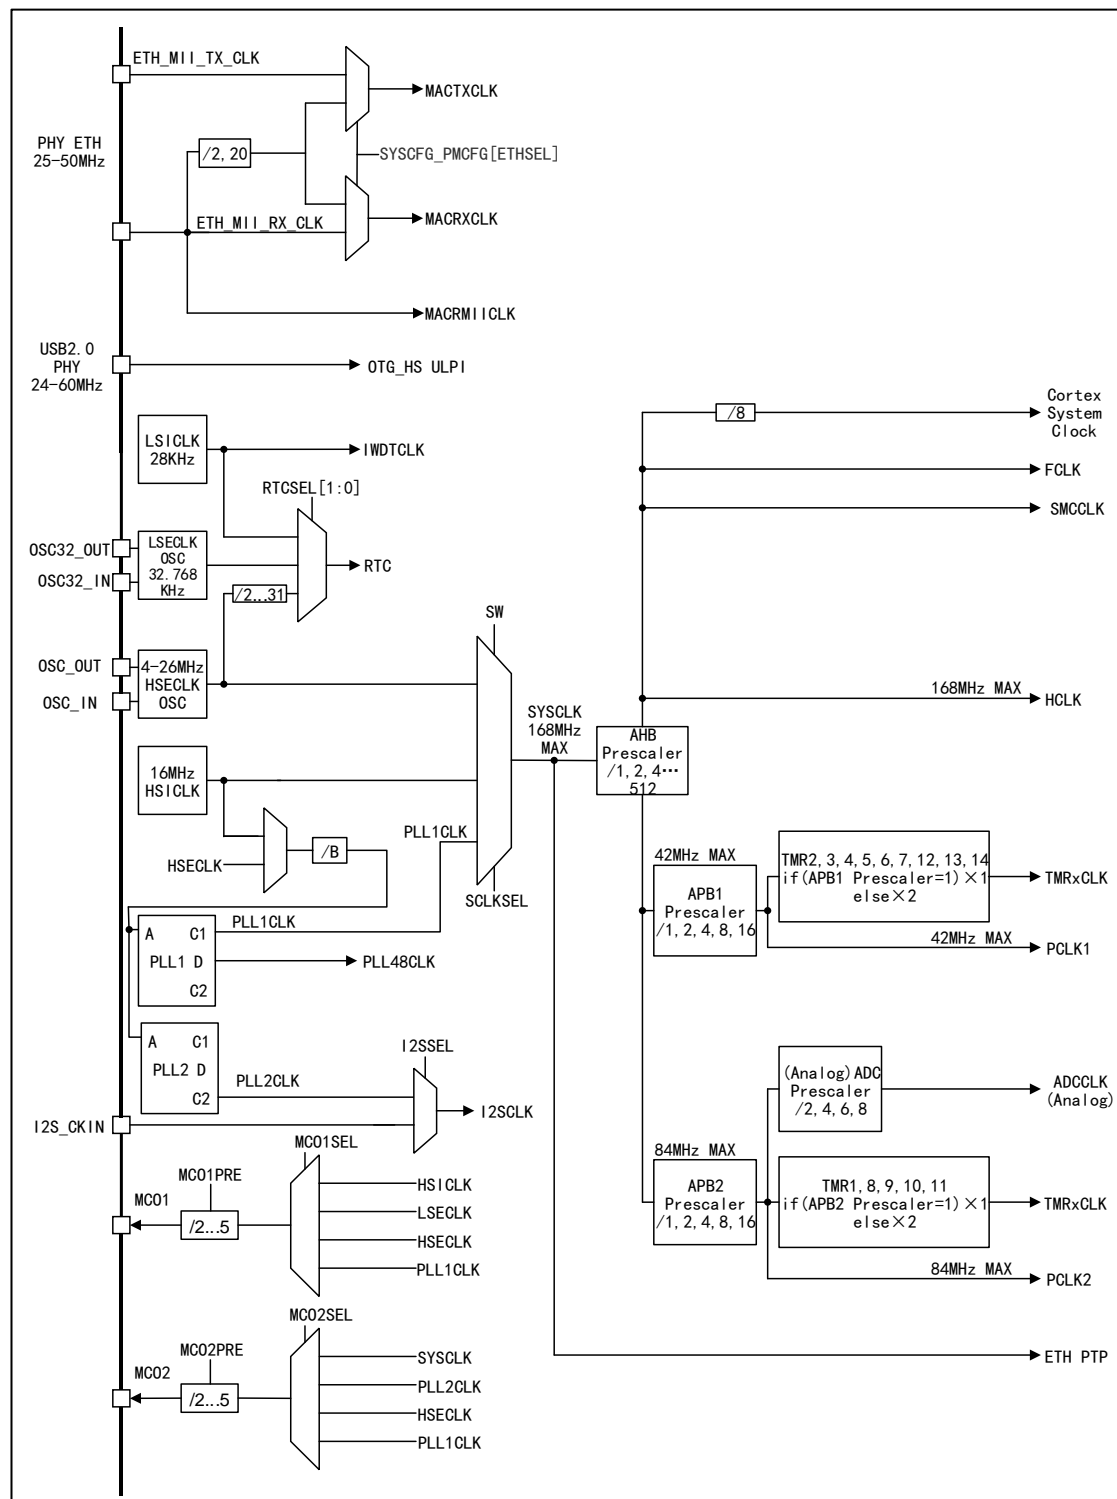 ETH_MII_TX_CLK
MACTXCLK
PHY ETH
25-50MHz
/2, 20
SYSCFG_PMCFG[ETHSEL]
ETH_MII_RX_CLK
MACRXCLK
MACRMIICLK
USB2.0
PHY
24-60MHz
OTG_HS ULPI
LSICLK
28KHz
IWDTCLK
RTCSEL[1:0]
OSC32_OUT
OSC32_IN
LSECLK
OSC
32.768
KHz
RTC
/2...31
OSC_OUT
OSC_IN
4-26MHz
HSECLK
OSC
SW
16MHz
HSICLK
HSECLK
/B
PLL1CLK
SCLKSEL
SYSCLK
168MHz
MAX
AHB
Prescaler
/1, 2, 4…
512
/8
Cortex
System
Clock
FCLK
SMCCLK
168MHz MAX
HCLK
A C1
PLL1 D
C2
PLL1CLK
PLL48CLK
A C1
PLL2 D
C2
PLL2CLK
I2SSEL
I2SCLK
I2S_CKIN
42MHz MAX
APB1
Prescaler
/1, 2, 4, 8, 16
TMR2, 3, 4, 5, 6, 7, 12, 13, 14
if(APB1 Prescaler=1)×1
else×2
TMRxCLK
42MHz MAX
PCLK1
(Analog)ADC
Prescaler
/2, 4, 6, 8
ADCCLK
(Analog)
84MHz MAX
APB2
Prescaler
/1, 2, 4, 8, 16
TMR1, 8, 9, 10, 11
if(APB2 Prescaler=1)×1
else×2
TMRxCLK
84MHz MAX
PCLK2
ETH PTP
MCO1SEL
MCO1PRE
MCO1
/2...5
HSICLK
LSECLK
HSECLK
PLL1CLK
MCO2SEL
MCO2PRE
MCO2
/2...5
SYSCLK
PLL2CLK
HSECLK
PLL1CLK